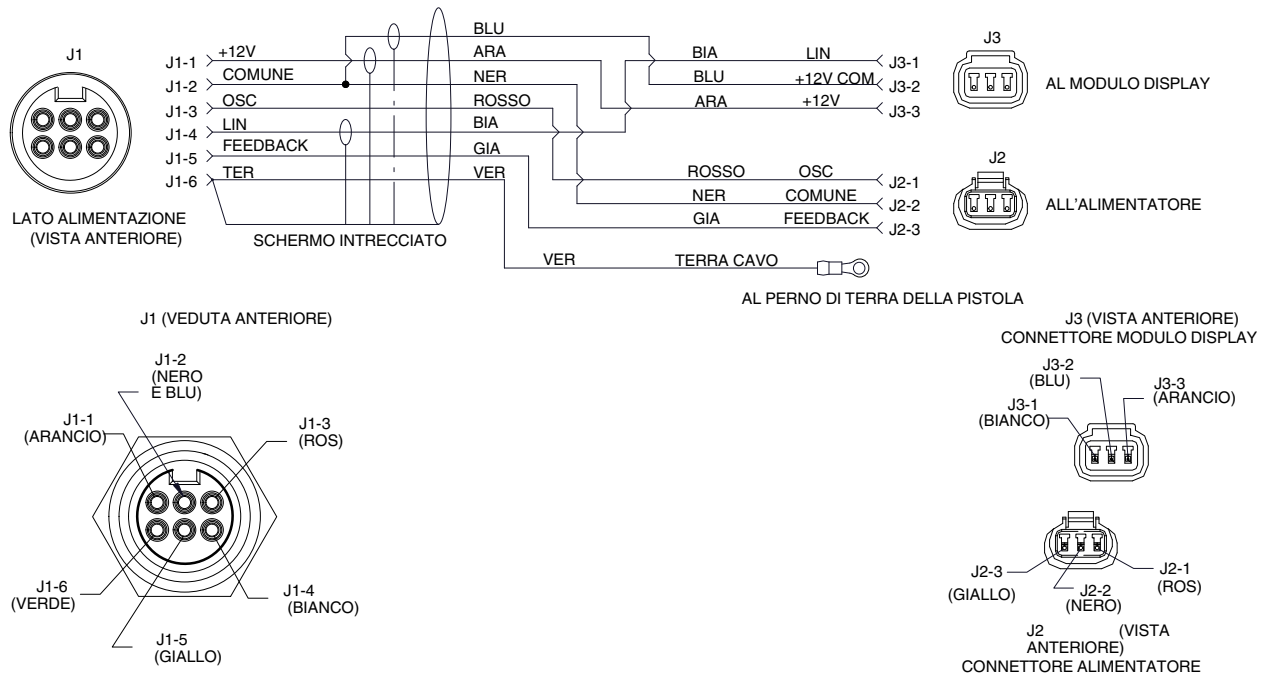 J1
J1-1 +12V
J1-2 COMUNE
J1-3 OSC
J1-4 LIN
J1-5 FEEDBACK
J1-6 TER
LATO ALIMENTAZIONE
(VISTA ANTERIORE)
SCHERMO INTRECCIATO
BLU
ARA
NER
ROSSO
BIA
GIA
VER
BIA LIN J3-1
BLU +12V COM J3-2
ARA +12V J3-3
J3
AL MODULO DISPLAY
ROSSO OSC J2-1
NER COMUNE J2-2
GIA FEEDBACK J2-3
J2
ALL'ALIMENTATORE
VER TERRA CAVO
AL PERNO DI TERRA DELLA PISTOLA
J1 (VEDUTA ANTERIORE)
J1-2
(NERO
E BLU)
J1-1
(ARANCIO)
J1-3
(ROS)
J1-6
(VERDE)
J1-4
(BIANCO)
J1-5
(GIALLO)
J3 (VISTA ANTERIORE)
CONNETTORE MODULO DISPLAY
J3-2
(BLU)
J3-3
(ARANCIO)
J3-1
(BIANCO)
J2-3
(GIALLO)
J2-2
(NERO)
J2-1
(ROS)
J2 (VISTA
ANTERIORE)
CONNETTORE ALIMENTATORE